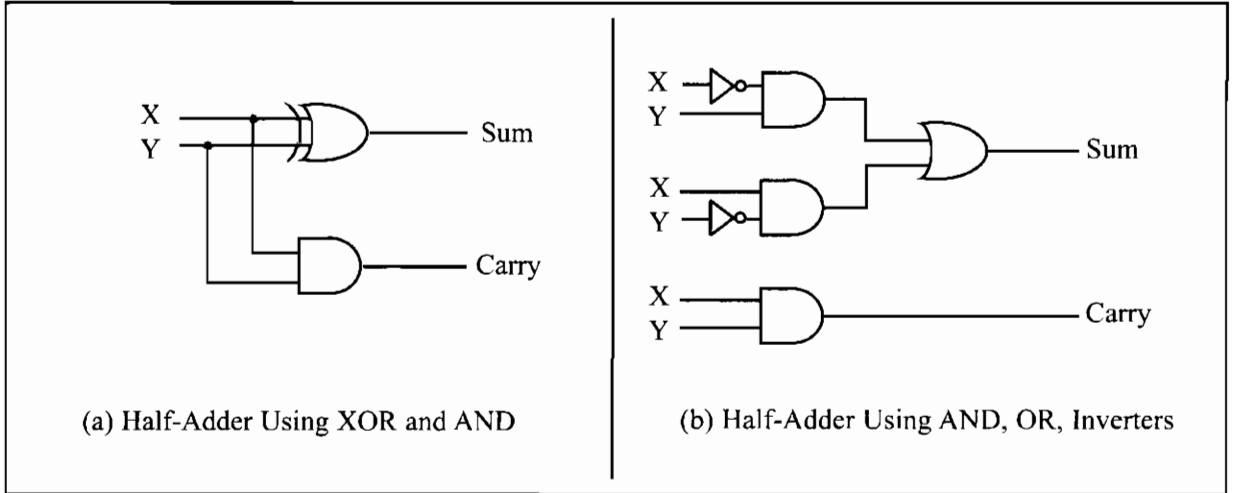 X
Y
Sum
Carry
(a) Half-Adder Using XOR and AND
X
Y
X
Y
Sum
X
Y
Carry
(b) Half-Adder Using AND, OR, Inverters